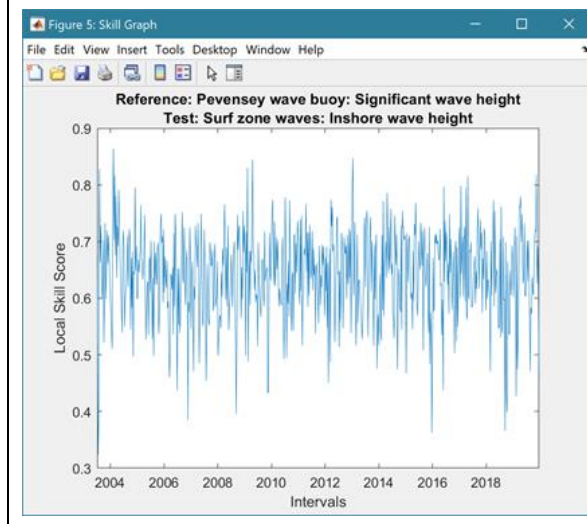 Figure 5: Skill Graph
File Edit View Insert Tools Desktop Window Help
Reference: Pevensey wave buoy: Significant wave height
Test: Surf zone waves: Inshore wave height
0.9
0.8
0.7
0.6
0.5
0.4
0.3
Local Skill Score
2004 2006 2008 2010 2012 2014 2016 2018
Intervals